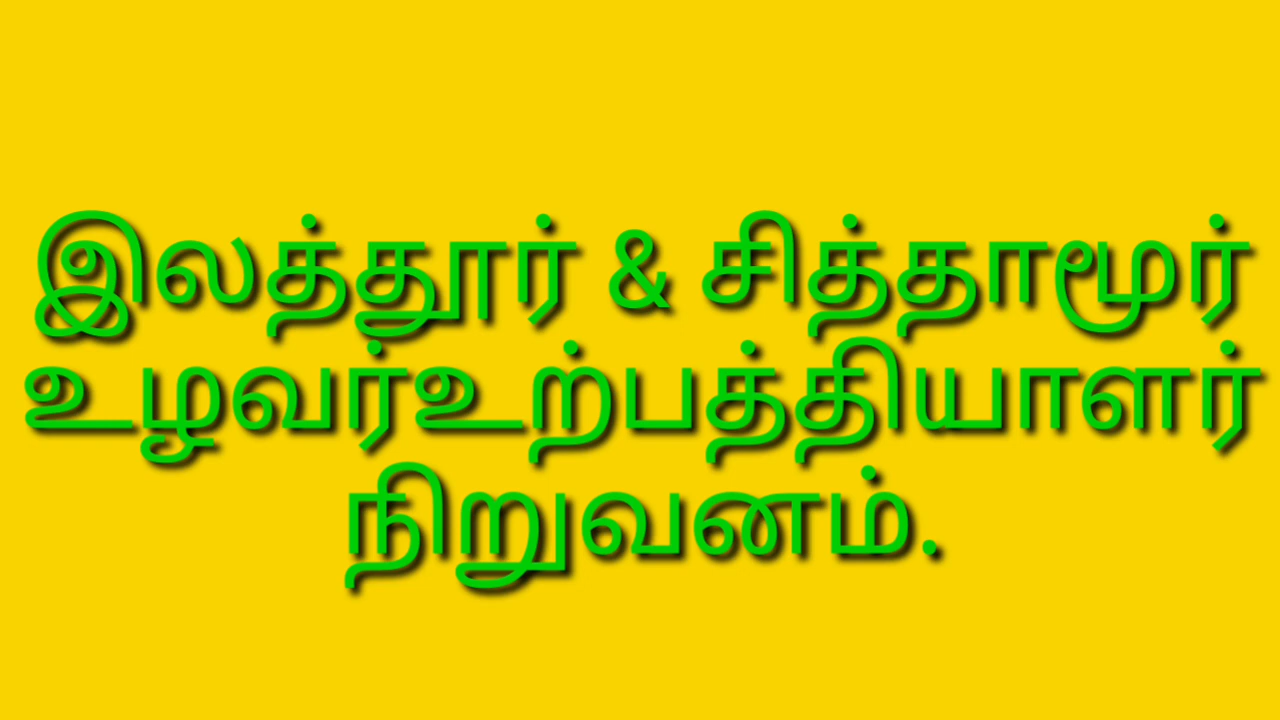 இலத்தூர் & சித்தாமூர்
உழவர்உற்பத்தியாளர்
நிறுவனம்.